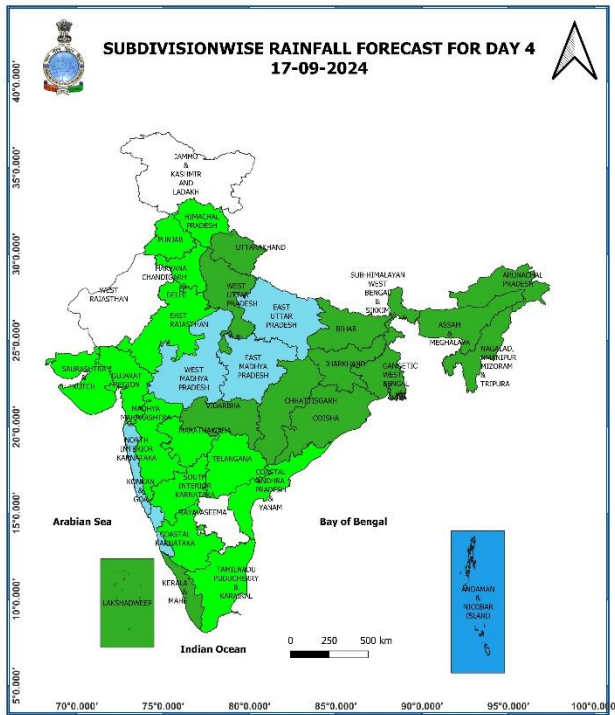 SUBDIVISIONWISE RAINFALL FORECAST FOR DAY 4
17-09-2024
40°0.000'
35°0.000'
30°0.000'
25°0.000'
20°0.000'
15°0.000'
10°0.000'
5°0.000'
JAMMU
&
KASHMIR
AND
LADAKH
HIMACHAL
PRADESH
PUNJAB
UTTARAKHAND
HARYANA
CHANDIGARH
&
DELHI
WEST
RAJASTHAN
WEST
UTTAR
PRADESH
EAST
UTTAR
PRADESH
EAST
RAJASTHAN
SUB-HIMALAYAN
WEST
BENGAL
&
SIKKIM
ARUNACHAL
PRADESH
ASSAM
&
MEGHALAYA
NAGALAD,
MANIPUR
MIZORAM
&
TRIPURA
BIHAR
JHARKHAND
GANGETIC
WEST
BENGAL
SAURASHTRA
&
KUTCH
GUJARAT
REGION
WEST
MADHYA
PRADESH
EAST
MADHYA
PRADESH
CHHATTISGARH
ODISHA
VIDARBHA
MADHYA
MAHARASHTRA
MARATHAWADA
NORTH
INTERIOR
KARNATAKA
TELANGANA
KONKAN
&
GOA
SOUTH
INTERIOR
KARNATAKA
COASTAL
ANDHRA
PRADESH
&
YANAM
RAYALASEEMA
COASTAL
KARNATAKA
TAMILNADU
PUDUCHERRY
&
KARAIKAL
KERALA
&
MAHE
LAKSHADWEEP
ANDAMAN
&
NICOBAR
ISLAND
Arabian Sea
Bay of Bengal
Indian Ocean
0 250 500 km
70°0.000' 75°0.000' 80°0.000' 85°0.000' 90°0.000' 95°0.000' 100°0.000'